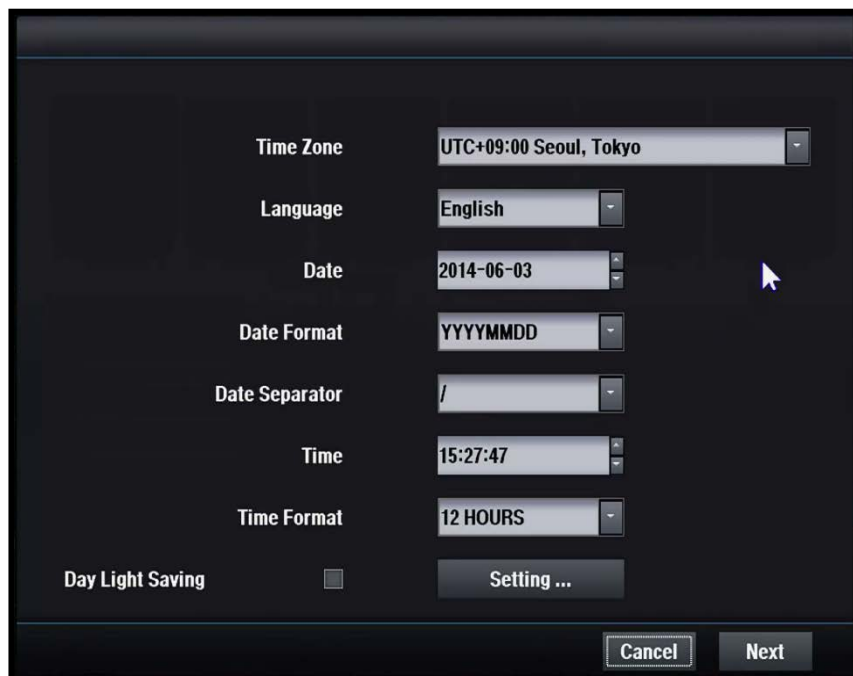 Time Zone UTC+09:00 Seoul, Tokyo
Language English
Date 2014-06-03
Date Format YYYYMMDD
Date Separator /
Time 15:27:47
Time Format 12 HOURS
Day Light Saving Setting ...
Cancel Next